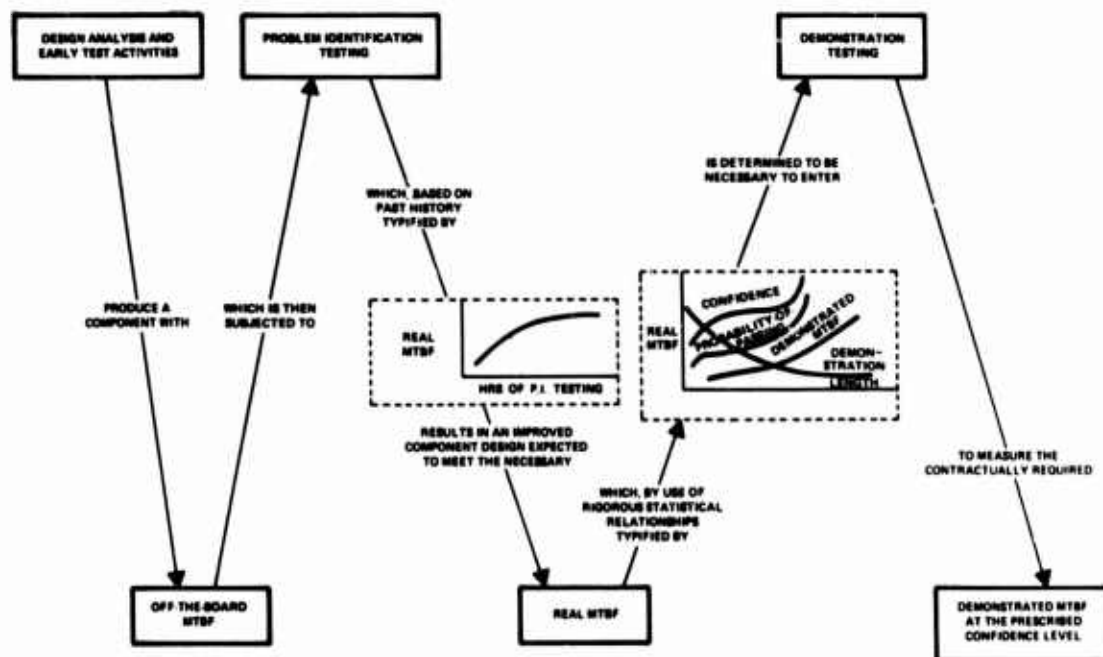 DESIGN ANALYSIS AND
EARLY TEST ACTIVITIES
PRODUCE A
COMPONENT WITH
OFF-THE-BOARD
MTBF
WHICH IS THEN
SUBJECTED TO
PROBLEM IDENTIFICATION
TESTING
WHICH, BASED ON
PAST HISTORY
TYPIFIED BY
REAL
MTBF
HRS OF P.I. TESTING
RESULTS IN AN IMPROVED
COMPONENT DESIGN EXPECTED
TO MEET THE NECESSARY
REAL MTBF
WHICH, BY USE OF
RIGOROUS STATISTICAL
RELATIONSHIPS
TYPIFIED BY
REAL
MTBF
CONFIDENCE
PROBABILITY OF
PASSING
DEMONSTRATED
MTBF
DEMON-
STRATION
LENGTH
IS DETERMINED TO BE
NECESSARY TO ENTER
DEMONSTRATION
TESTING
TO MEASURE THE
CONTRACTUALLY REQUIRED
DEMONSTRATED MTBF
AT THE PRESCRIBED
CONFIDENCE LEVEL